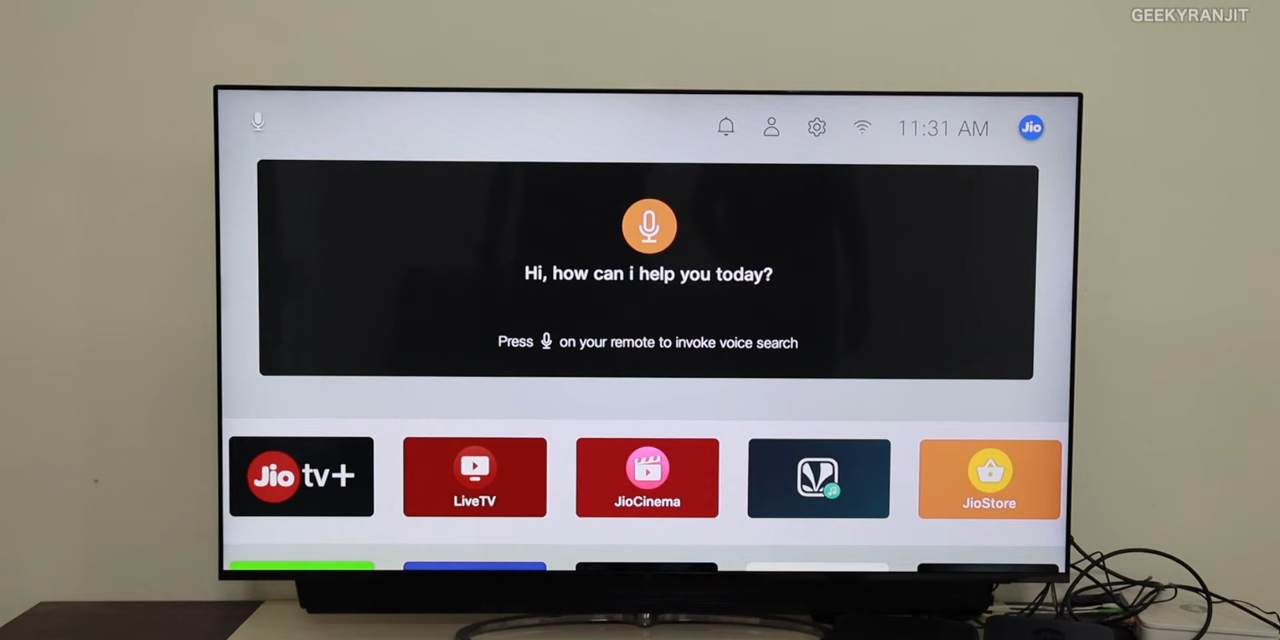 GEEKYRANJIT
11:31 AM
Jio
Hi, how can i help you today?
Press on your remote to invoke voice search
Jio tv+
LiveTV
JioCinema
JioStore